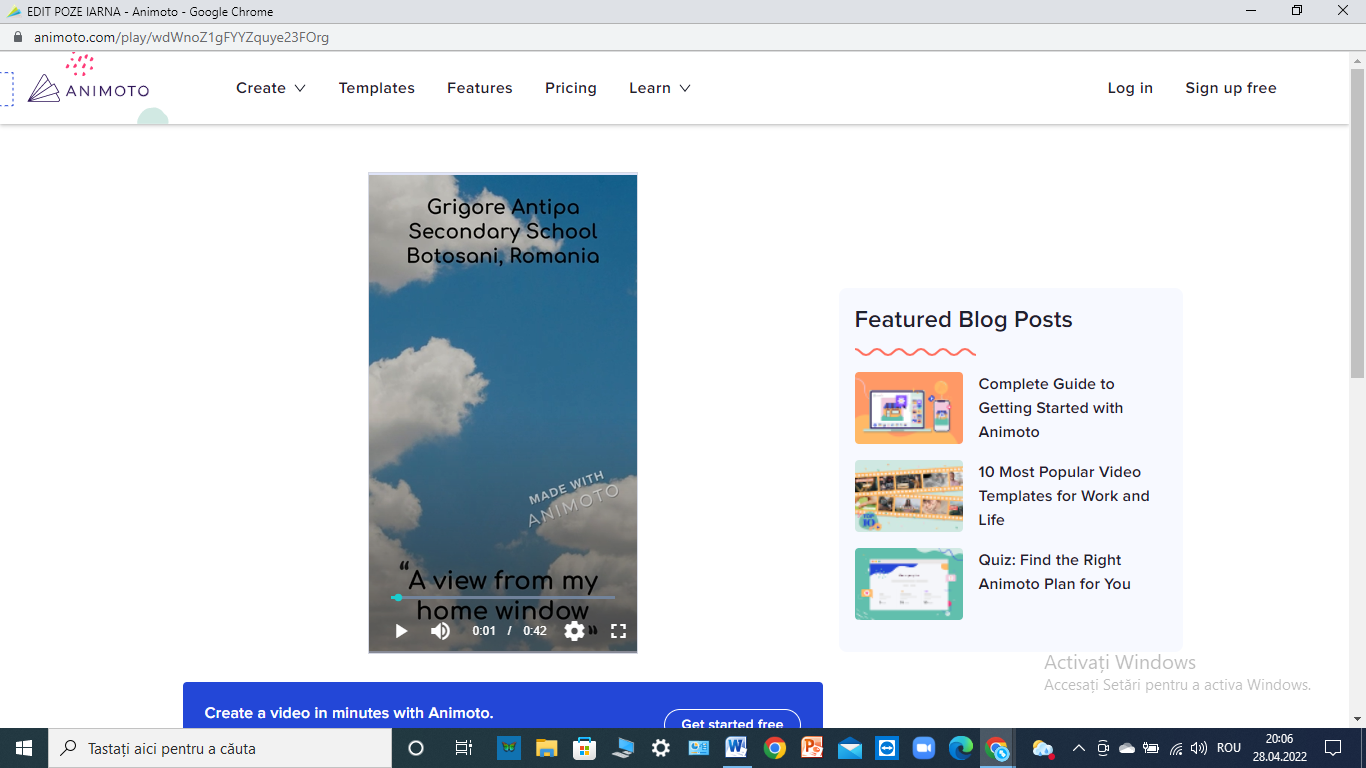 EDIT POZE IARNA - Animoto - Google Chrome
animoto.com/play/wdWnoZ1gFYYZquye23FOrg
ANIMOTO
Create
Templates
Features
Pricing
Learn
Log in
Sign up free
Grigore Antipa
Secondary School
Botosani, Romania
MADE WITH
ANIMOTO
“A view from my
home window”
0:01 / 0:42
Featured Blog Posts
Complete Guide to
Getting Started with
Animoto
10 Most Popular Video
Templates for Work and
Life
TOP
10
Quiz: Find the Right
Animoto Plan for You
Activați Windows
Accesați Setări pentru a activa Windows.
Create a video in minutes with Animoto.
Get started free
Tastați aici pentru a căuta
ROU
20:06
28.04.2022